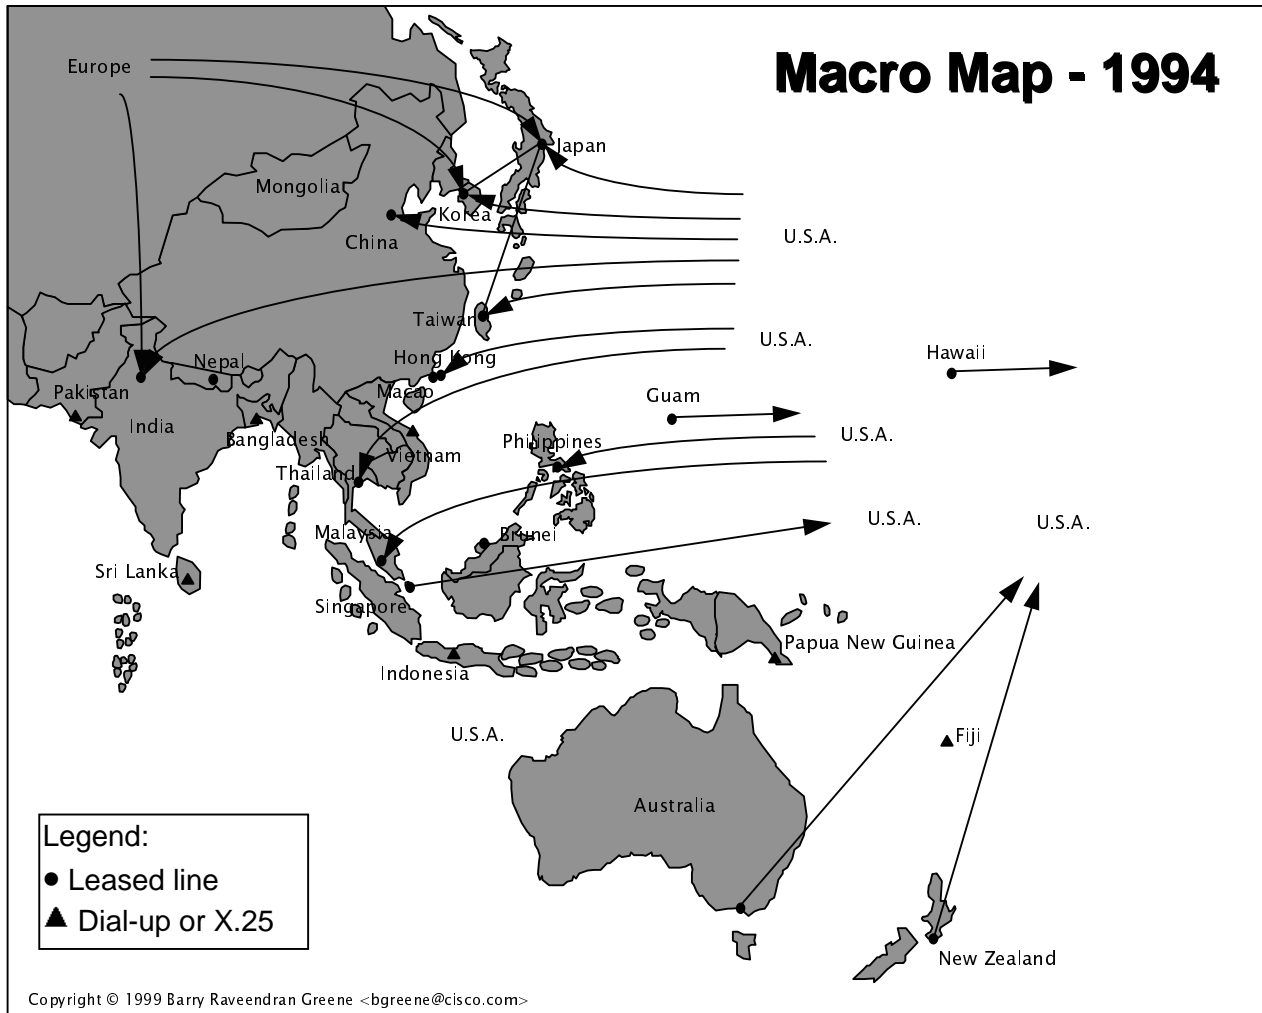 Macro Map - 1994
Europe
Japan
Mongolia
Korea
China
U.S.A.
Taiwan
U.S.A.
Hong Kong
Hawaii
Nepal
Macao
Pakistan
Guam
India
Bangladesh
Philippines
U.S.A.
Vietnam
Thailand
U.S.A.
U.S.A.
Malaysia
Brunei
Sri Lanka
Singapore
Papua New Guinea
Indonesia
U.S.A.
Fiji
Australia
Legend:
Leased line
Dial-up or X.25
New Zealand
Copyright © 1999 Barry Raveendran Greene <bgreene@cisco.com>